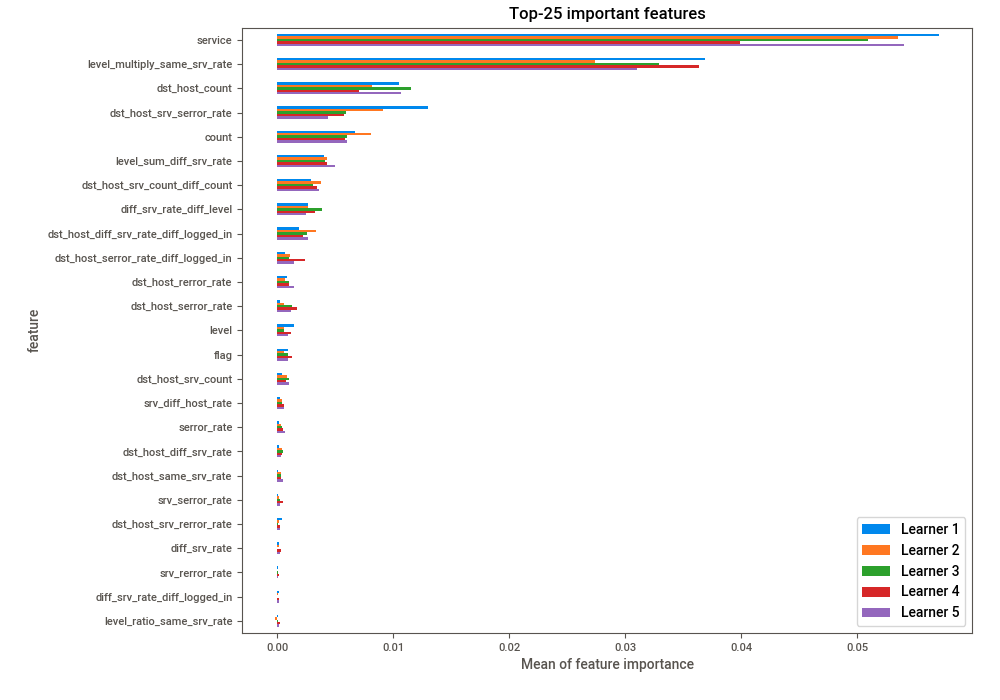 Top-25 important features
service
level_multiply_same_srv_rate
dst_host_count
dst_host_srv_serror_rate
count
level_sum_diff_srv_rate
dst_host_srv_count_diff_count
diff_srv_rate_diff_level
dst_host_diff_srv_rate_diff_logged_in
dst_host_serror_rate_diff_logged_in
dst_host_rerror_rate
dst_host_serror_rate
level
flag
dst_host_srv_count
srv_diff_host_rate
serror_rate
dst_host_diff_srv_rate
dst_host_same_srv_rate
srv_serror_rate
dst_host_srv_rerror_rate
diff_srv_rate
srv_rerror_rate
diff_srv_rate_diff_logged_in
level_ratio_same_srv_rate
feature
Learner 1
Learner 2
Learner 3
Learner 4
Learner 5
0.00 0.01 0.02 0.03 0.04 0.05
Mean of feature importance